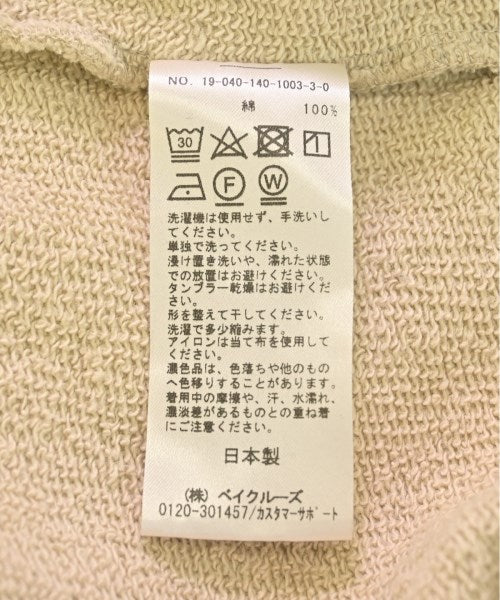 NO. 19-040-140-1003-3-0
綿 100%
30
F W
洗濯機は使用せず、手洗いし
てください。
単独で洗ってください。
浸け置き洗いや、濡れた状態
での放置はお避けください。
タンブラー乾燥はお避けくだ
さい。
形を整えて干してください。
洗濯で多少縮みます。
アイロンは当て布を使用して
ください。
濃色品は、色落ちや他のもの
へ色移りすることがあります。
着用中の摩擦や、汗、水濡れ、
濃淡差があるものとの重ね着
にご注意ください。
日本製
(株) ベイクルーズ
0120-301457/カスタマーサポート